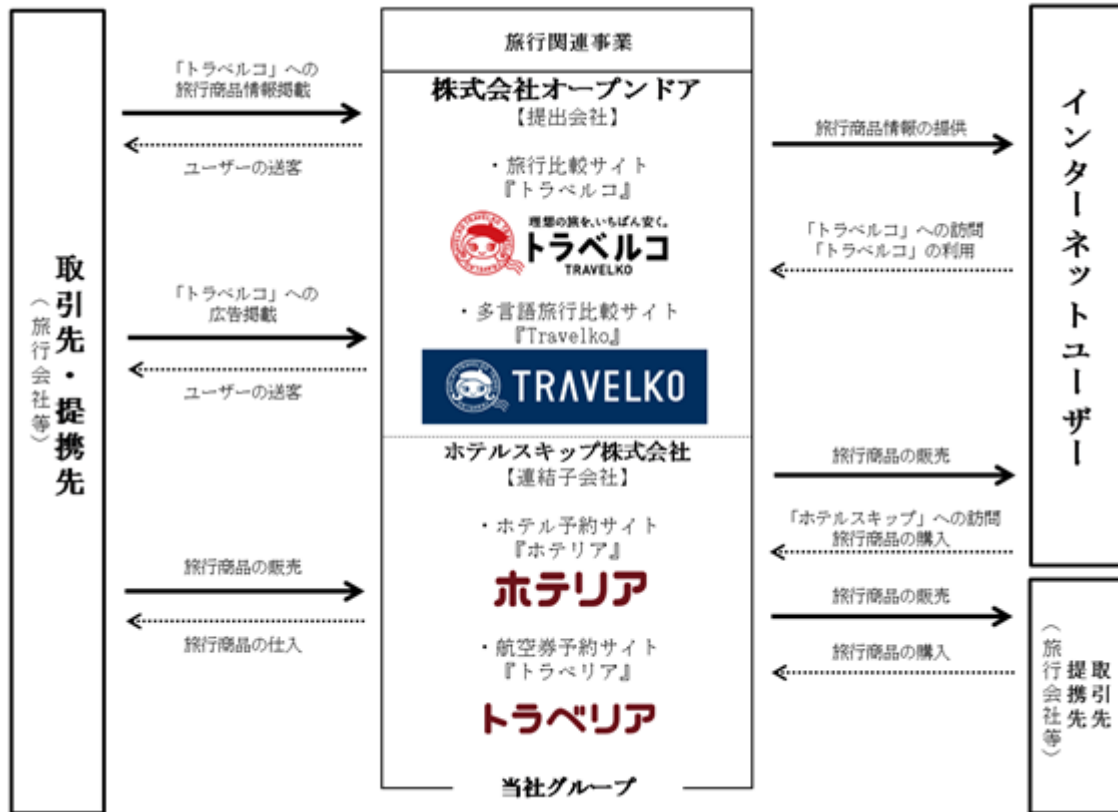 取引先・提携先
（旅行会社等）
「トラベルコ」への
旅行商品情報掲載
ユーザーの送客
「トラベルコ」への
広告掲載
ユーザーの送客
旅行商品の販売
旅行商品の仕入
旅行関連事業
株式会社オープンドア
【提出会社】
・旅行比較サイト
『トラベルコ』
理想の旅を、いちばん安く。
トラベルコ
TRAVELKO
・多言語旅行比較サイト
『Travelko』
TRAVELKO
ホテルスキップ株式会社
【連結子会社】
・ホテル予約サイト
『ホテリア』
ホテリア
・航空券予約サイト
『トラベリア』
トラベリア
当社グループ
旅行商品情報の提供
「トラベルコ」への訪問
「トラベルコ」の利用
旅行商品の販売
「ホテルスキップ」への訪問
旅行商品の購入
旅行商品の販売
旅行商品の購入
インターネットユーザー
取引先
提携先
（旅行会社等）